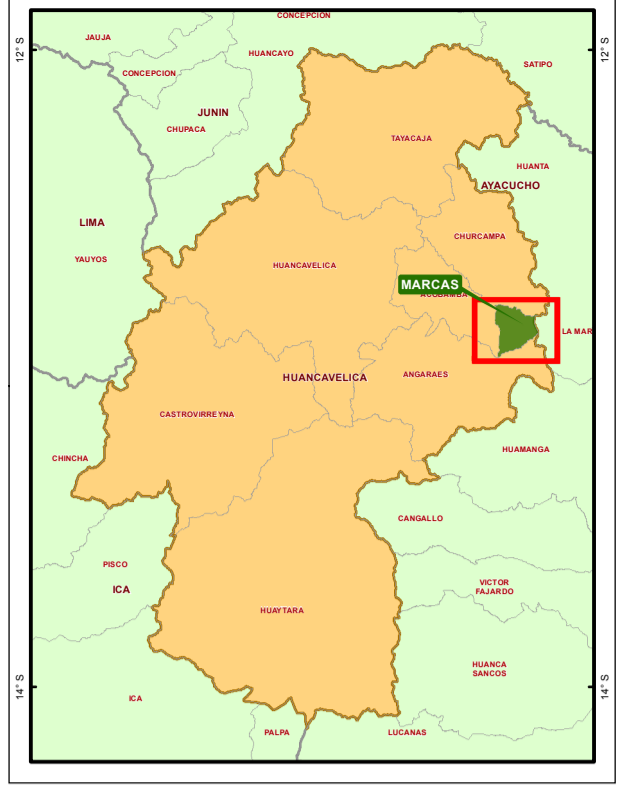 CONCEPCION
JAUJA
HUANCAYO
12° S
12° S
SATIPO
CONCEPCION
JUNIN
CHUPACA
TAYACAJA
HUANTA
AYACUCHO
LIMA
CHURCAMPA
YAUYOS
HUANCAVELICA
MARCAS
ACOBAMBA
LA MAR
HUANCAVELICA
ANGARAES
CASTROVIRREYNA
HUAMANGA
CHINCHA
CANGALLO
PISCO
ICA
VICTOR
FAJARDO
HUAYTARA
HUANCA
SANCOS
14° S
14° S
ICA
PALPA
LUCANAS